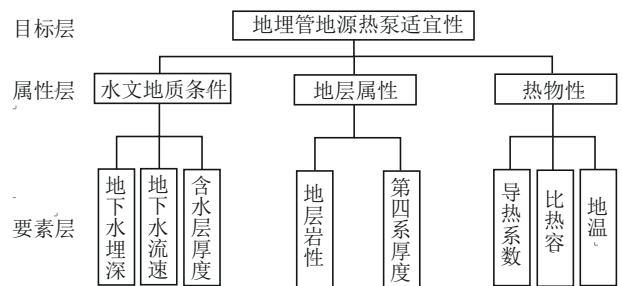 目标层
地埋管地源热泵适宜性
属性层
水文地质条件
地层属性
热物性
要素层
地下水埋深
地下水流速
含水层厚度
地层岩性
第四系厚度
导热系数
比热容
地温